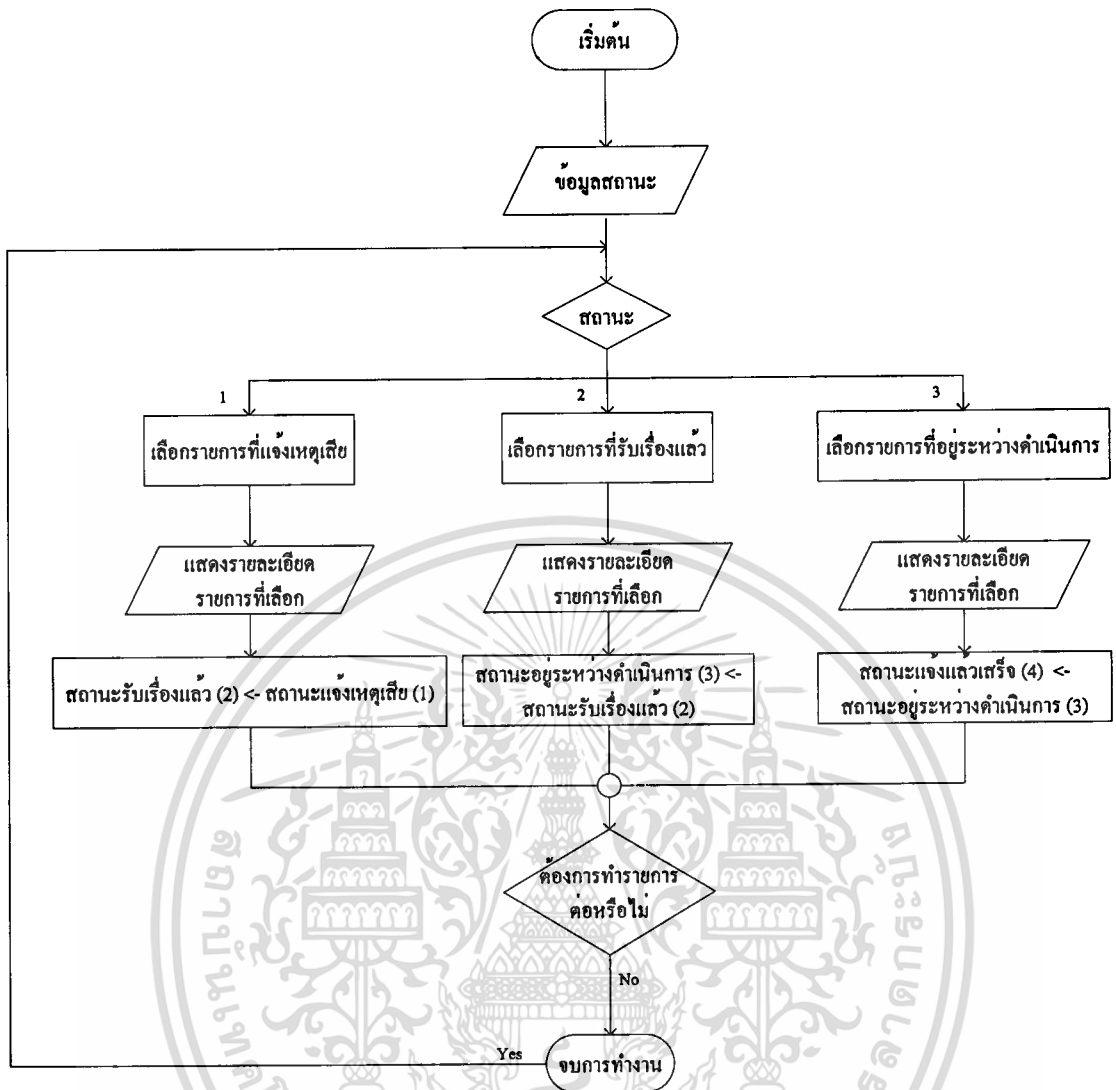 เริ่มต้น
ข้อมูลสถานะ
สถานะ
1
2
3
เลือกรายการที่แจ้งเหตุเสีย
เลือกรายการที่รับเรื่องแล้ว
เลือกรายการที่อยู่ระหว่างดำเนินการ
แสดงรายละเอียด
รายการที่เลือก
แสดงรายละเอียด
รายการที่เลือก
แสดงรายละเอียด
รายการที่เลือก
สถานะรับเรื่องแล้ว (2) <- สถานะแจ้งเหตุเสีย (1)
สถานะอยู่ระหว่างดำเนินการ (3) <-
สถานะรับเรื่องแล้ว (2)
สถานะแจ้งแล้วเสร็จ (4) <-
สถานะอยู่ระหว่างดำเนินการ (3)
ต้องการทำรายการ
ต่อหรือไม่
No
Yes
จบการทำงาน